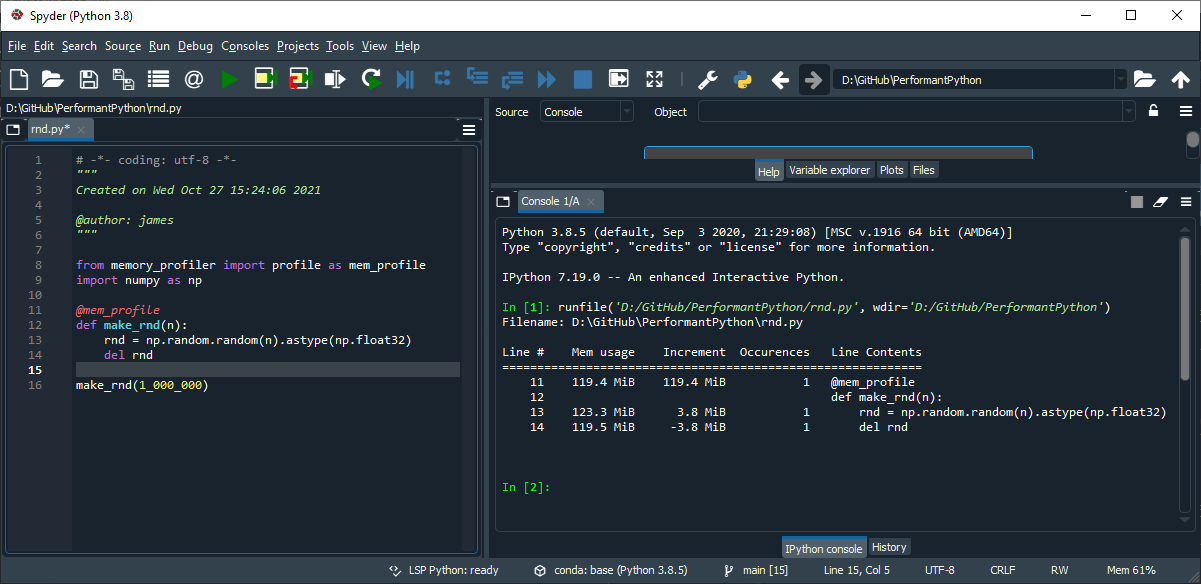 Spyder (Python 3.8)
File Edit Search Source Run Debug Consoles Projects Tools View Help
D:\GitHub\PerformantPython
D:\GitHub\PerformantPython\rnd.py
rnd.py*
1 # -*- coding: utf-8 -*-
2 """
3 Created on Wed Oct 27 15:24:06 2021
4
5 @author: james
6 """
7
8 from memory_profiler import profile as mem_profile
9 import numpy as np
10
11 @mem_profile
12 def make_rnd(n):
13     rnd = np.random.random(n).astype(np.float32)
14     del rnd
15
16 make_rnd(1_000_000)
Source Console Object
Help Variable explorer Plots Files
Console 1/A
Python 3.8.5 (default, Sep  3 2020, 21:29:08) [MSC v.1916 64 bit (AMD64)]
Type "copyright", "credits" or "license" for more information.
IPython 7.19.0 -- An enhanced Interactive Python.
In [1]: runfile('D:/GitHub/PerformantPython/rnd.py', wdir='D:/GitHub/PerformantPython')
Filename: D:\GitHub\PerformantPython\rnd.py
Line #    Mem usage    Increment  Occurences   Line Contents
============================================================
    11    119.4 MiB    119.4 MiB           1   @mem_profile
    12                                         def make_rnd(n):
    13    123.3 MiB      3.8 MiB           1       rnd = np.random.random(n).astype(np.float32)
    14    119.5 MiB     -3.8 MiB           1       del rnd
In [2]:
IPython console History
LSP Python: ready conda: base (Python 3.8.5) main [15] Line 15, Col 5 UTF-8 CRLF RW Mem 61%